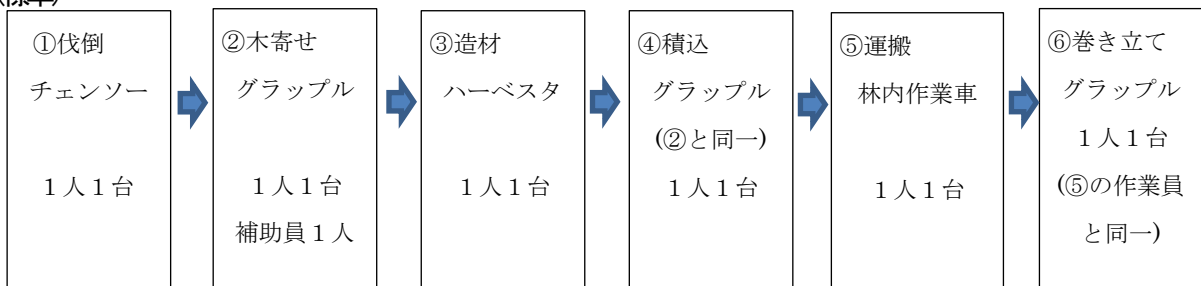 ①伐倒
チェンソー
１人１台
②木寄せ
グラップル
１人１台
補助員１人
③造材
ハーベスタ
１人１台
④積込
グラップル
(②と同一)
１人１台
⑤運搬
林内作業車
１人１台
⑥巻き立て
グラップル
１人１台
(⑤の作業員
と同一)